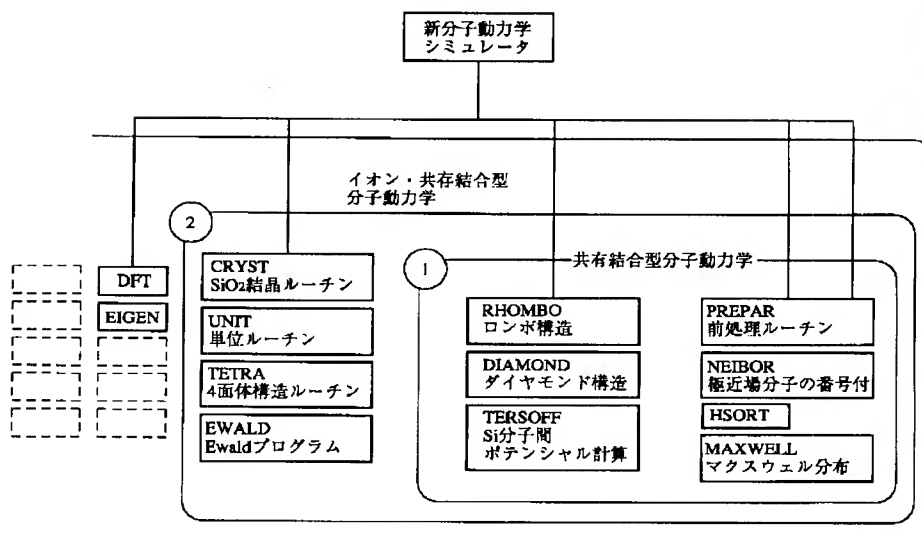 新分子動力学
シミュレータ
イオン・共存結合型
分子動力学
2
1
共有結合型分子動力学
DFT
EIGEN
CRYST
SiO2結晶ルーチン
UNIT
単位ルーチン
TETRA
4面体構造ルーチン
EWALD
Ewaldプログラム
RHOMBO
ロンボ構造
DIAMOND
ダイヤモンド構造
TERSOFF
Si分子間
ポテンシャル計算
PREPAR
前処理ルーチン
NEIBOR
極近場分子の番号付
HSORT
MAXWELL
マクスウェル分布